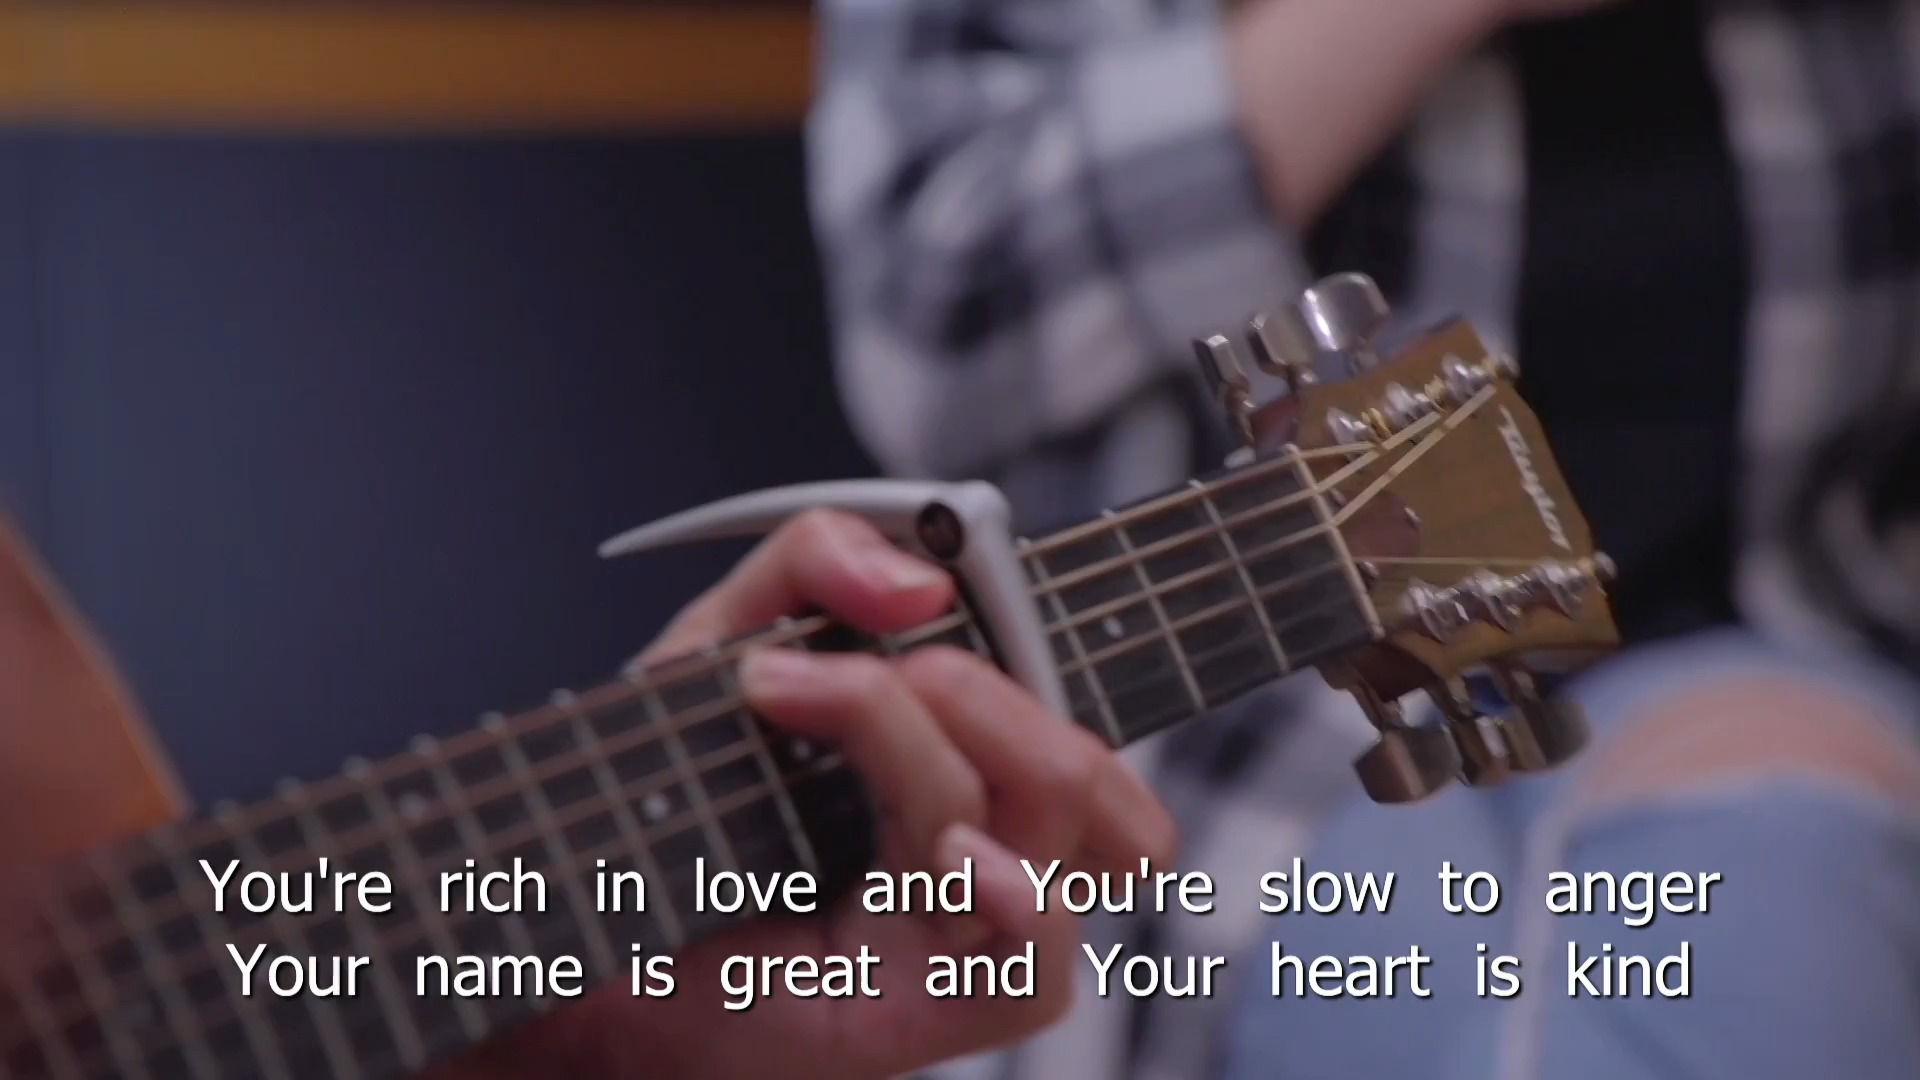 Taylor
You're rich in love and You're slow to anger
Your name is great and Your heart is kind